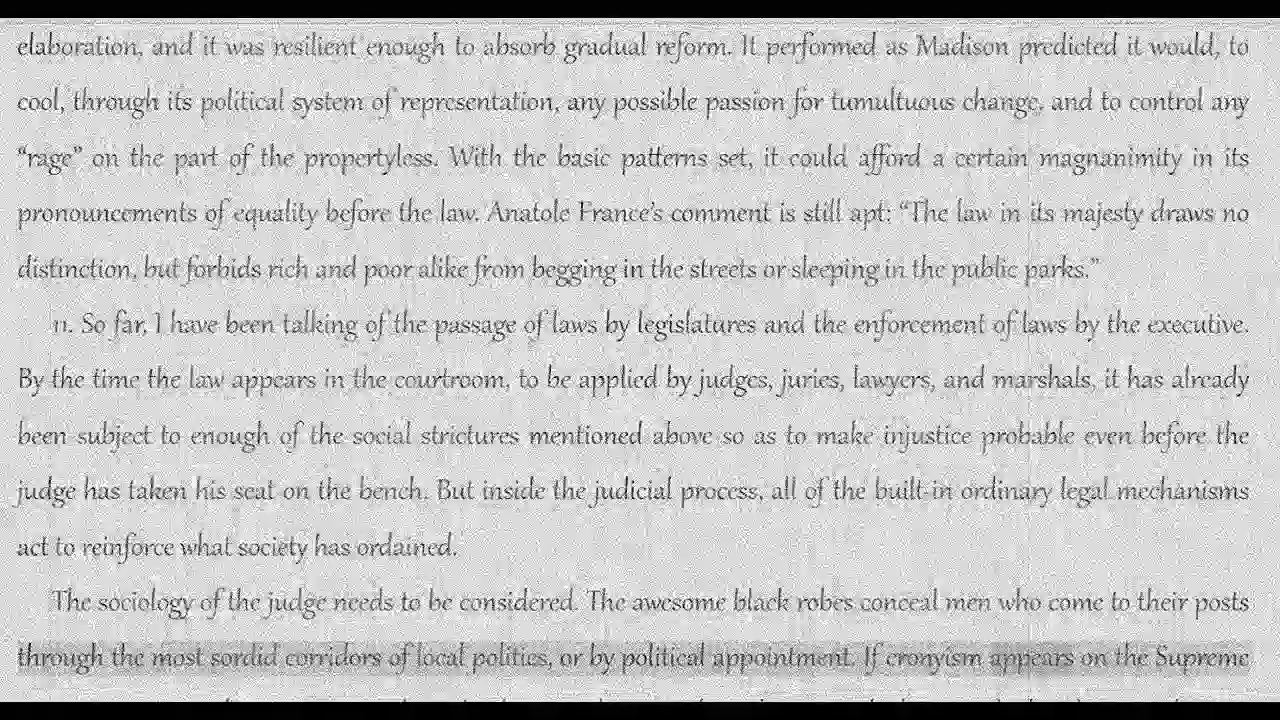 elaboration, and it was resilient enough to absorb gradual reform. It performed as Madison predicted it would, to
cool, through its political system of representation, any possible passion for tumultuous change, and to control any
“rage” on the part of the propertyless. With the basic patterns set, it could afford a certain magnanimity in its
pronouncements of equality before the law. Anatole France’s comment is still apt: “The law in its majesty draws no
distinction, but forbids rich and poor alike from begging in the streets or sleeping in the public parks.”
11. So far, I have been talking of the passage of laws by legislatures and the enforcement of laws by the executive.
By the time the law appears in the courtroom, to be applied by judges, juries, lawyers, and marshals, it has already
been subject to enough of the social strictures mentioned above so as to make injustice probable even before the
judge has taken his seat on the bench. But inside the judicial process, all of the built-in ordinary legal mechanisms
act to reinforce what society has ordained.
The sociology of the judge needs to be considered. The awesome black robes conceal men who come to their posts
through the most sordid corridors of local politics, or by political appointment. If cronyism appears on the Supreme